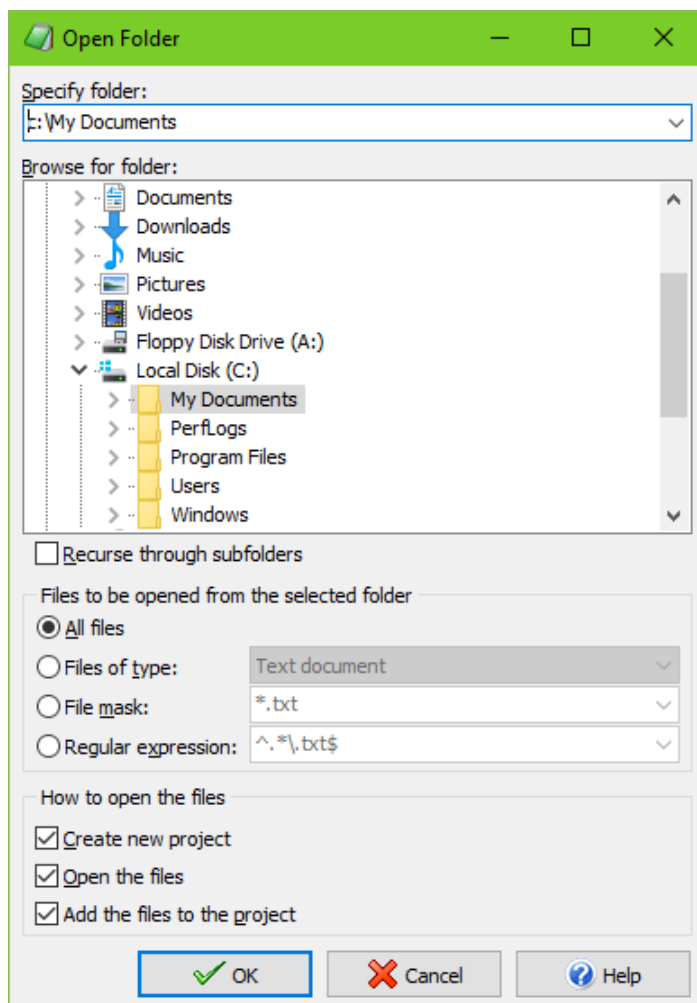 Open Folder
Specify folder:
c:\My Documents
Browse for folder:
Documents
Downloads
Music
Pictures
Videos
Floppy Disk Drive (A:)
Local Disk (C:)
My Documents
PerfLogs
Program Files
Users
Windows
Recurse through subfolders
Files to be opened from the selected folder
All files
Files of type: Text document
File mask: *.txt
Regular expression: ^.*\.txt$
How to open the files
Create new project
Open the files
Add the files to the project
OK Cancel Help